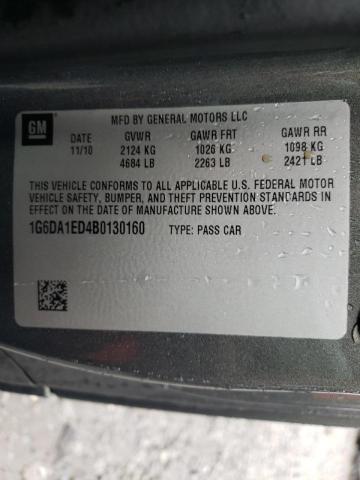 GM
MFD BY GENERAL MOTORS LLC
DATE GVWR GAWR FRT GAWR RR
11/10 2124 KG 1026 KG 1098 KG
4684 LB 2263 LB 2421 LB
THIS VEHICLE CONFORMS TO ALL APPLICABLE U.S. FEDERAL MOTOR
VEHICLE SAFETY, BUMPER, AND THEFT PREVENTION STANDARDS IN
EFFECT ON THE DATE OF MANUFACTURE SHOWN ABOVE.
1G6DA1ED4B0130160 TYPE: PASS CAR